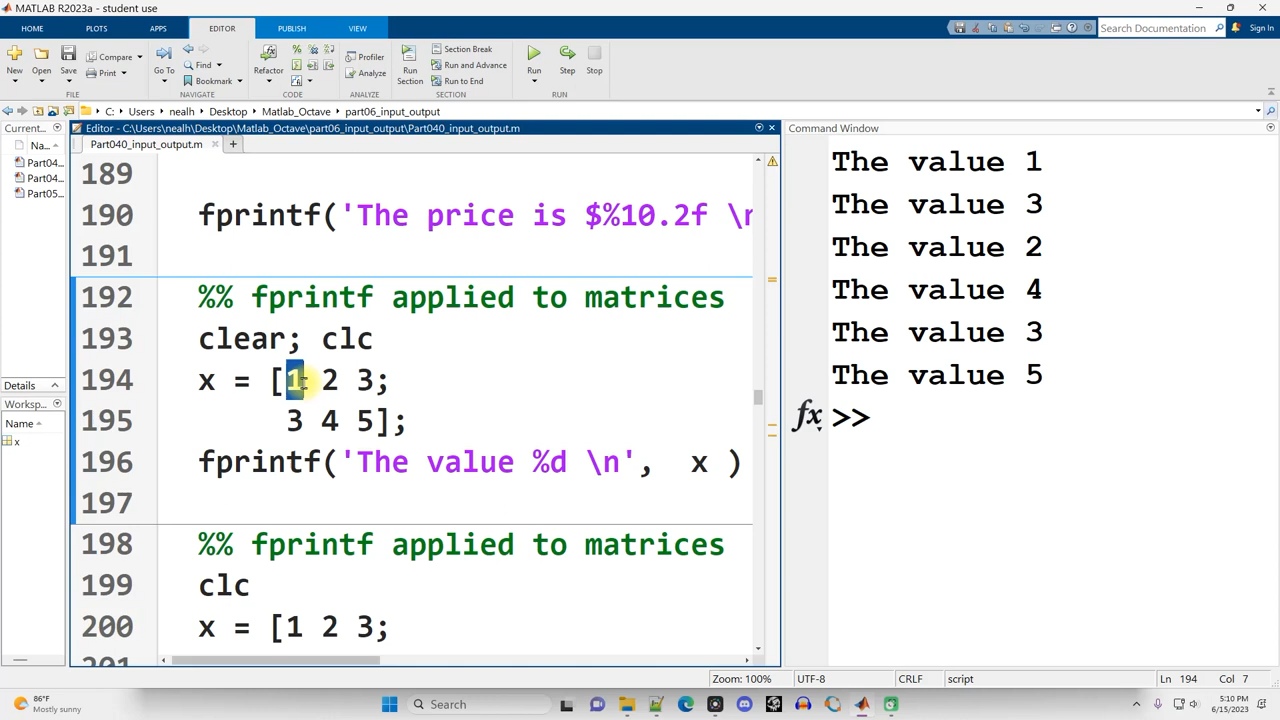 MATLAB R2023a - student use
HOME PLOTS APPS EDITOR PUBLISH VIEW Search Documentation Sign In
New Open Save Compare Print Go To Find Bookmark Refactor Profiler Analyze Run Section Section Break Run and Advance Run to End Run Step Stop
FILE NAVIGATE CODE ANALYZE SECTION RUN
C: Users nealh Desktop Matlab_Octave part06_input_output
Current... Editor - C:\Users\nealh\Desktop\Matlab_Octave\part06_input_output\Part040_input_output.m Command Window
Na... Part040_input_output.m
Part04...
Part04...
Part05...
Details
Worksp...
Name
x
189
190 fprintf('The price is $%10.2f \n
191
192 %% fprintf applied to matrices
193 clear; clc
194 x = [1 2 3;
195 3 4 5];
196 fprintf('The value %d \n', x )
197
198 %% fprintf applied to matrices
199 clc
200 x = [1 2 3;
201
The value 1
The value 3
The value 2
The value 4
The value 3
The value 5
fx >>
Zoom: 100% UTF-8 CRLF script Ln 194 Col 7
86°F
Mostly sunny
Search
5:10 PM
6/15/2023